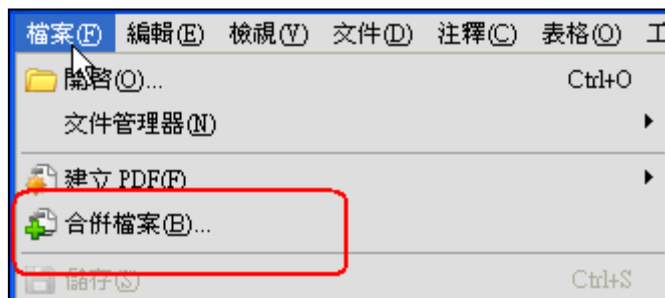 檔案(F) 編輯(E) 檢視(V) 文件(D) 注釋(C) 表格(O)
開啓(O)... Ctrl+O
文件管理器(N)
建立 PDF(F)
合併檔案(B)...
儲存(S) Ctrl+S